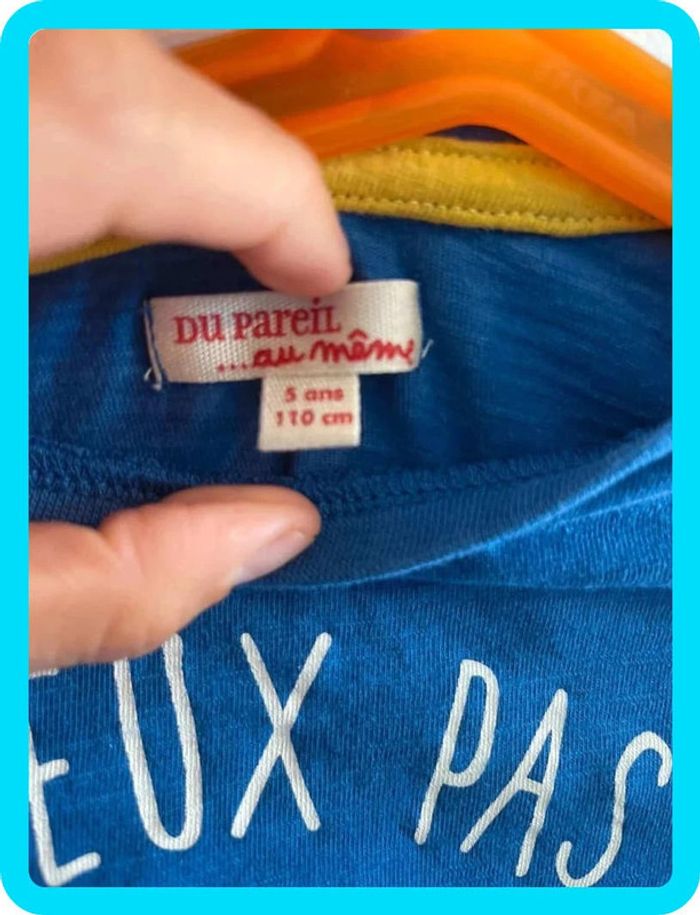 DU PAREIL
...au même
5 ans
110 cm
EUX PAS